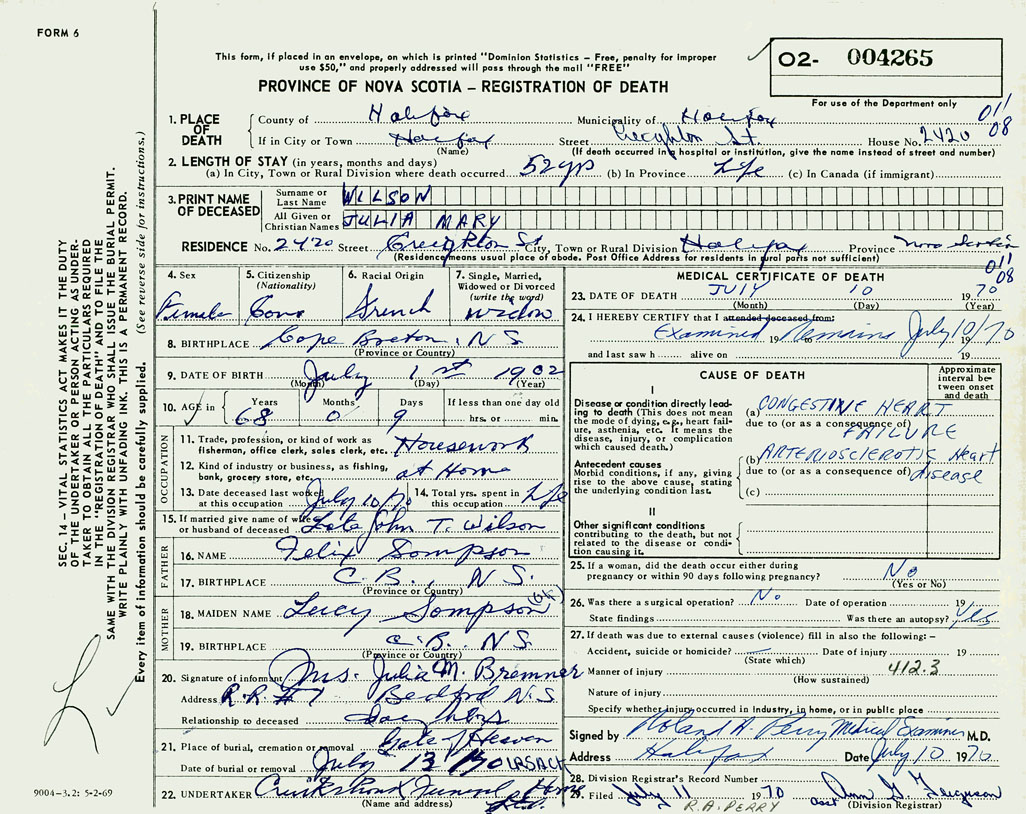 FORM 6
This form, if placed in an envelope, on which is printed "Dominion Statistics – Free, penalty for improper
use $50," and properly addressed will pass through the mail "FREE"
PROVINCE OF NOVA SCOTIA – REGISTRATION OF DEATH
02- 004265
For use of the Department only
011
08
1. PLACE OF DEATH
County of Halifax Municipality of Halifax
If in City or Town Halifax Street Creighton St. House No. 2420
(Name) (If death occurred in hospital or institution, give the name instead of street and number)
2. LENGTH OF STAY (in years, months and days)
(a) In City, Town or Rural Division where death occurred 52 yrs (b) In Province Life (c) In Canada (if immigrant)
3. PRINT NAME OF DECEASED
Surname or Last Name WILSON
All Given or Christian Names JULIA MARY
RESIDENCE No. 2420 Street Creighton St. City, Town or Rural Division Halifax Province Nova Scotia
(Residence means usual place of abode. Post Office Address for residents in rural parts not sufficient)
011
08
4. Sex
Female
5. Citizenship
(Nationality)
6. Racial Origin
French
7. Single, Married, Widowed or Divorced
(write the word)
Widow
8. BIRTHPLACE Cape Breton, N.S.
(Province or Country)
9. DATE OF BIRTH July 1st 1902
(Month) (Day) (Year)
10. AGE in Years Months Days If less than one day old
68 0 9 hrs. or min.
OCCUPATION
11. Trade, profession, or kind of work as
fisherman, office clerk, sales clerk, etc. Housework
12. Kind of industry or business, as fishing,
bank, grocery store, etc. at Home
13. Date deceased last worked
at this occupation July 10/70
14. Total yrs. spent in
this occupation Life
15. If married give name of wife
or husband of deceased Late John T. Wilson
FATHER
16. NAME Felix Sampson
17. BIRTHPLACE C.B., N.S.
(Province or Country)
MOTHER
18. MAIDEN NAME Lucy Sampson
19. BIRTHPLACE C.B. N.S.
(Province or Country)
20. Signature of informant Mrs. Julia M. Bremner
Address R.R. #1 Bedford N.S
Relationship to deceased Daughter
21. Place of burial, cremation or removal Gate of Heaven
Date of burial or removal July 13/70 LR SACK
22. UNDERTAKER Cruikshank Funeral Home
Ltd.
(Name and address)
MEDICAL CERTIFICATE OF DEATH
23. DATE OF DEATH JULY 10 1970
(Month) (Day) (Year)
24. I HEREBY CERTIFY that I attended deceased from:
Examined Remains July 10/70
19 to 19
and last saw h alive on 19
CAUSE OF DEATH
Approximate interval between onset and death
I
Disease or condition directly leading to death (This does not mean the mode of dying, e.g., heart failure, asthenia, etc. It means the disease, injury, or complication which caused death.)
(a) CONGESTIVE HEART
due to (or as a consequence of)
FAILURE
Antecedent causes
Morbid conditions, if any, giving rise to the above cause, stating the underlying condition last.
(b) ARTERIOSCLEROTIC Heart
due to (or as a consequence of) disease
(c)
II
Other significant conditions
contributing to the death, but not related to the disease or condition causing it.
25. If a woman, did the death occur either during
pregnancy or within 90 days following pregnancy? No
(Yes or No)
26. Was there a surgical operation? No Date of operation 19
State findings Was there an autopsy? Yes
27. If death was due to external causes (violence) fill in also the following: –
Accident, suicide or homicide? Date of injury 19
(State which)
Manner of injury 412.3
(How sustained)
Nature of injury
Specify whether injury occurred in industry, in home, or in public place
Signed by Roland A. Perry Medical Examiner M.D.
Address Halifax Date July 10 1970
28. Division Registrar's Record Number
29. Filed July 11 1970 Ann G. Ferguson
R.A. PERRY
(Division Registrar)
SEC. 14 – VITAL STATISTICS ACT MAKES IT THE DUTY
OF THE UNDERTAKER OR PERSON ACTING AS UNDER-
TAKER TO OBTAIN ALL THE PARTICULARS REQUIRED
IN THE "REGISTRATION OF DEATH" AND TO FILE THE
SAME WITH THE DIVISION REGISTRAR WHO SHALL ISSUE THE BURIAL PERMIT.
WRITE PLAINLY WITH UNFADING INK. THIS IS A PERMANENT RECORD.
Every item of information should be carefully supplied. (See reverse side for instructions.)
9004-3.2: 5-2-69